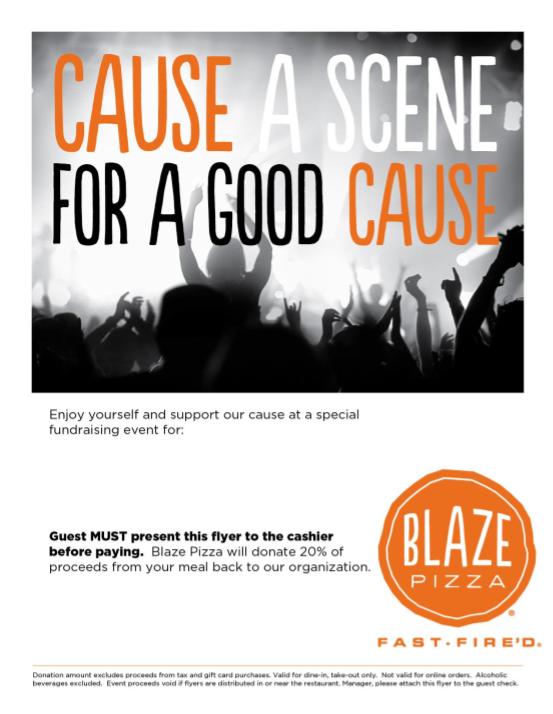 CAUSE A SCENE
FOR A GOOD CAUSE
Enjoy yourself and support our cause at a special
fundraising event for:
Guest MUST present this flyer to the cashier
before paying. Blaze Pizza will donate 20% of
proceeds from your meal back to our organization.
BLAZE
PIZZA
®
FAST-FIRE'D®
Donation amount excludes proceeds from tax and gift card purchases. Valid for dine-in, take-out only. Not valid for online orders. Alcoholic
beverages excluded. Event proceeds void if flyers are distributed in or near the restaurant. Manager, please attach this flyer to the guest check.